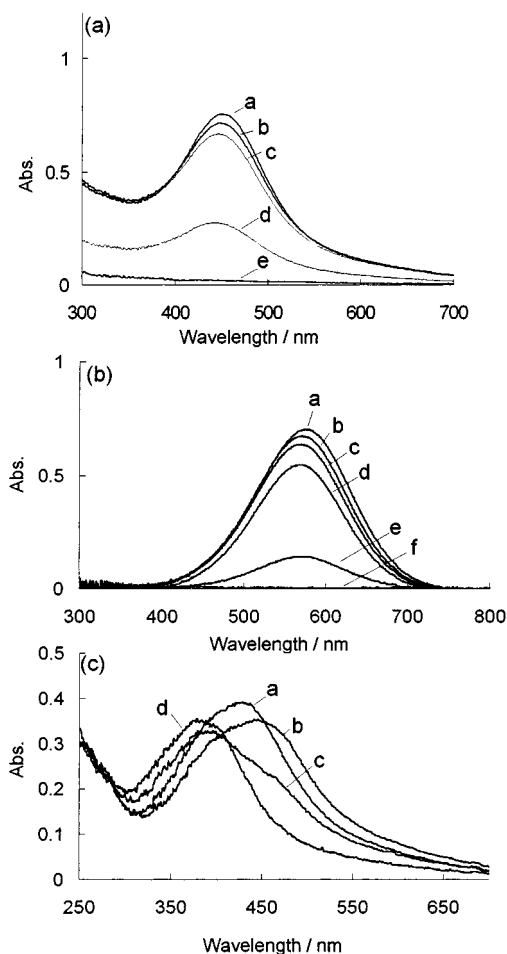 (a)
1
a
b
c
0.5
Abs.
d
e
0
300 400 500 600 700
Wavelength / nm
(b)
1
a
b
c
d
0.5
Abs.
e
f
0
300 400 500 600 700 800
Wavelength / nm
(c)
0.5
d
a
0.4
b
0.3
c
Abs.
0.2
0.1
0
250 350 450 550 650
Wavelength / nm